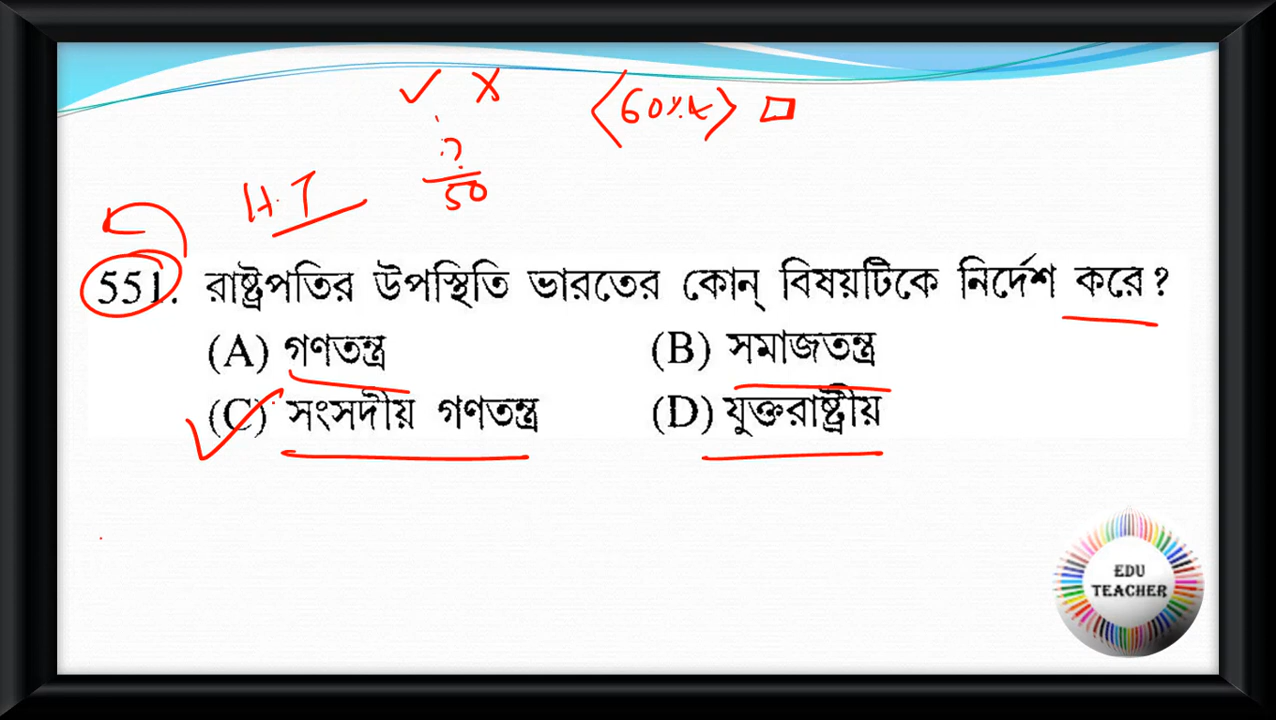 ✓ X
<60%>
?
50
H.T
551. রাষ্ট্রপতির উপস্থিতি ভারতের কোন্ বিষয়টিকে নির্দেশ করে?
(A) গণতন্ত্র (B) সমাজতন্ত্র
(C) সংসদীয় গণতন্ত্র (D) যুক্তরাষ্ট্রীয়
EDU
TEACHER